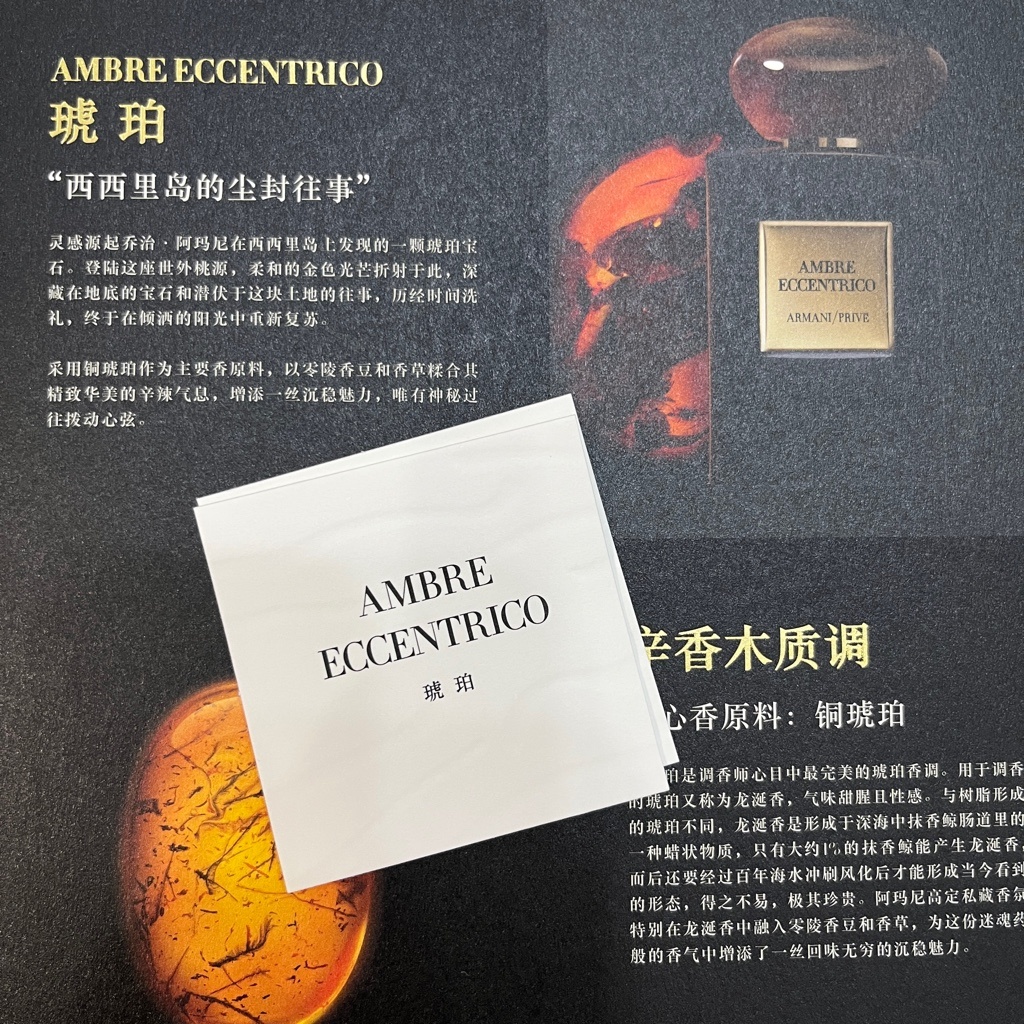 AMBRE ECCENTRICO
琥珀
“西西里岛的尘封往事”
灵感源起乔治·阿玛尼在西西里岛上发现的一颗琥珀宝
石。登陆这座世外桃源，柔和的金色光芒折射于此，深
藏在地底的宝石和潜伏于这块土地的往事，历经时间洗
礼，终于在倾洒的阳光中重新复苏。
采用铜琥珀作为主要香原料，以零陵香豆和香草糅合其
精致华美的辛辣气息，增添一丝沉稳魅力，唯有神秘过
往拨动心弦。
AMBRE
ECCENTRICO
ARMANI/PRIVE
AMBRE
ECCENTRICO
琥珀
辛香木质调
心香原料：铜琥珀
珀是调香师心目中最完美的琥珀香调。用于调香
的琥珀又称为龙涎香，气味甜腥且性感。与树脂形成
的琥珀不同，龙涎香是形成于深海中抹香鲸肠道里的
一种蜡状物质，只有大约1%的抹香鲸能产生龙涎香，
而后还要经过百年海水冲刷风化后才能形成当今看到
的形态，得之不易，极其珍贵。阿玛尼高定私藏香氛
特别在龙涎香中融入零陵香豆和香草，为这份迷魂药
般的香气中增添了一丝回味无穷的沉稳魅力。